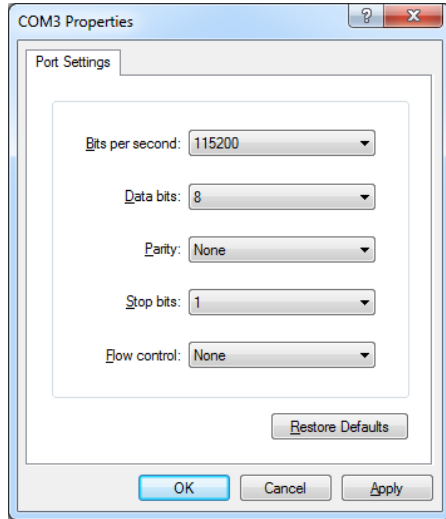 COM3 Properties
Port Settings
Bits per second: 115200
Data bits: 8
Parity: None
Stop bits: 1
Flow control: None
Restore Defaults
OK Cancel Apply